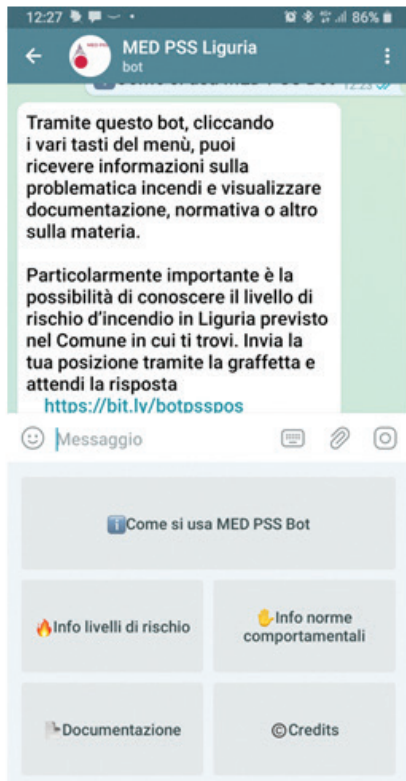 12:27 86%
MED PSS Liguria
bot
12:23
Tramite questo bot, cliccando
i vari tasti del menù, puoi
ricevere informazioni sulla
problematica incendi e visualizzare
documentazione, normativa o altro
sulla materia.
Particolarmente importante è la
possibilità di conoscere il livello di
rischio d'incendio in Liguria previsto
nel Comune in cui ti trovi. Invia la
tua posizione tramite la graffetta e
attendi la risposta
https://bit.ly/botpsspos
Messaggio
Come si usa MED PSS Bot
Info livelli di rischio
Info norme
comportamentali
Documentazione
©Credits